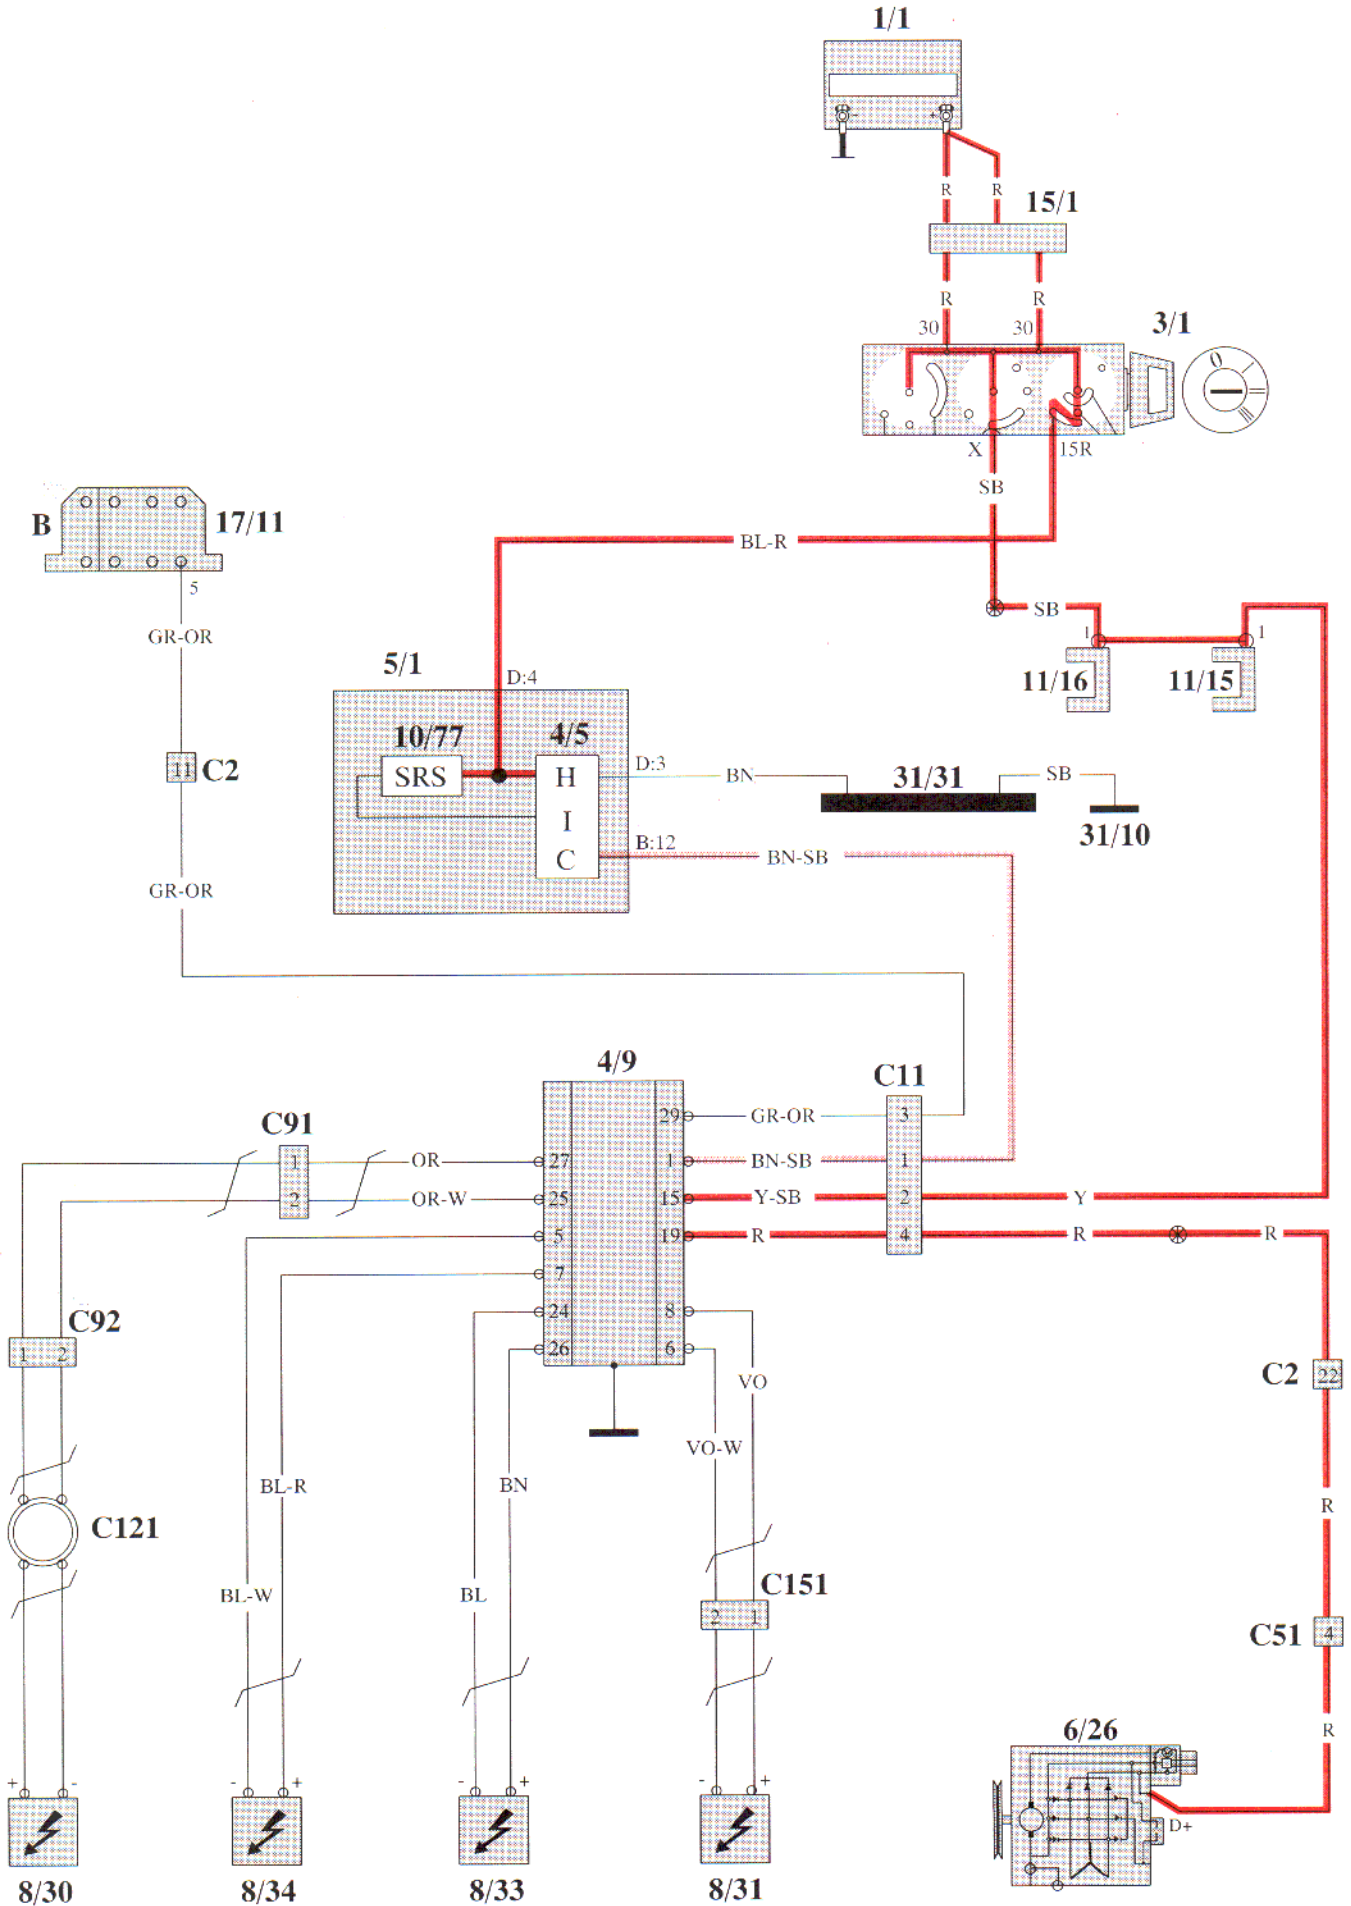 1/1
- +
R R
15/1
R R
30 30
3/1
0
X 15R
SB
B
17/11
5
BL-R
GR-OR
SB
1 1
11/16 11/15
5/1
D:4
10/77 4/5
SRS H
I
C
D:3
BN
31/31
SB
31/10
B:12
BN-SB
11 C2
GR-OR
4/9
C11
29 GR-OR 3
C91
1 OR 27
1 BN-SB 1
2 OR-W 25
15 Y-SB 2 Y
5
19 R 4 R R
7
C92
24 8
1 2
26 6
VO
C2 22
VO-W
BL-R
BN
R
C121
BL-W
BL
C151
2 1
C51 4
6/26
R
+ -
- +
- +
- +
D+
8/30
8/34
8/33
8/31